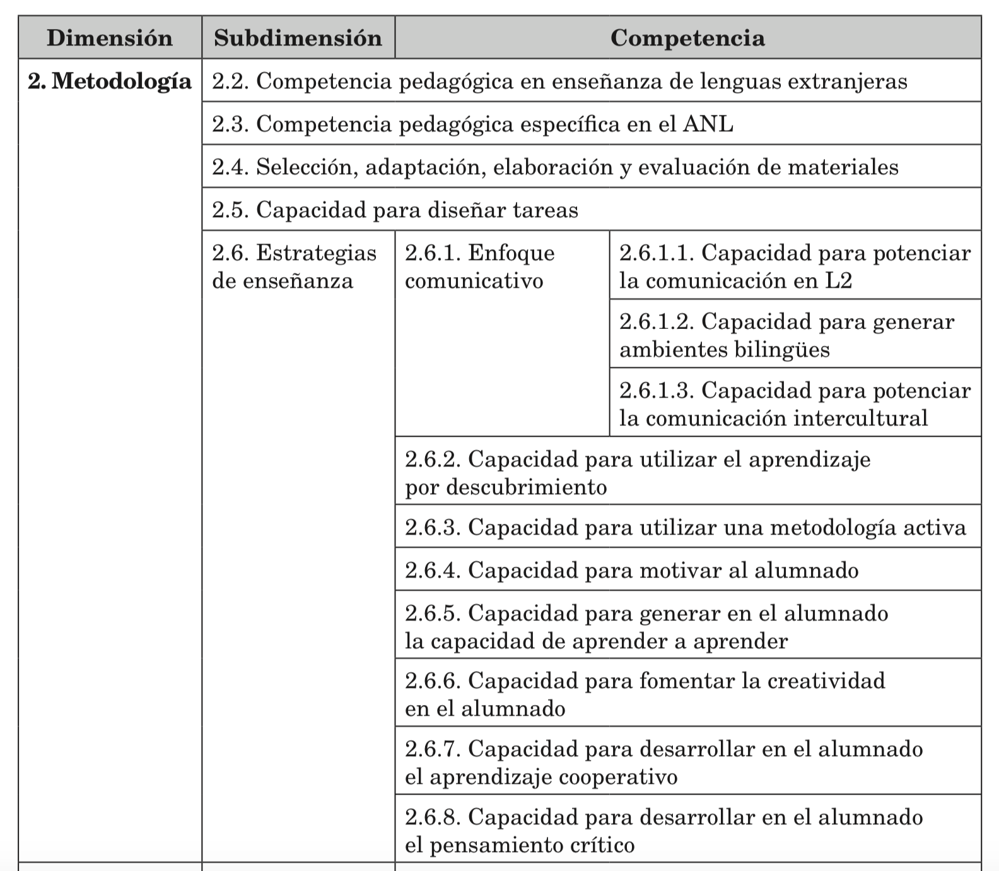 Dimensión Subdimensión Competencia
2. Metodología 2.2. Competencia pedagógica en enseñanza de lenguas extranjeras
2.3. Competencia pedagógica específica en el ANL
2.4. Selección, adaptación, elaboración y evaluación de materiales
2.5. Capacidad para diseñar tareas
2.6. Estrategias
de enseñanza
2.6.1. Enfoque
comunicativo
2.6.1.1. Capacidad para potenciar
la comunicación en L2
2.6.1.2. Capacidad para generar
ambientes bilingües
2.6.1.3. Capacidad para potenciar
la comunicación intercultural
2.6.2. Capacidad para utilizar el aprendizaje
por descubrimiento
2.6.3. Capacidad para utilizar una metodología activa
2.6.4. Capacidad para motivar al alumnado
2.6.5. Capacidad para generar en el alumnado
la capacidad de aprender a aprender
2.6.6. Capacidad para fomentar la creatividad
en el alumnado
2.6.7. Capacidad para desarrollar en el alumnado
el aprendizaje cooperativo
2.6.8. Capacidad para desarrollar en el alumnado
el pensamiento crítico